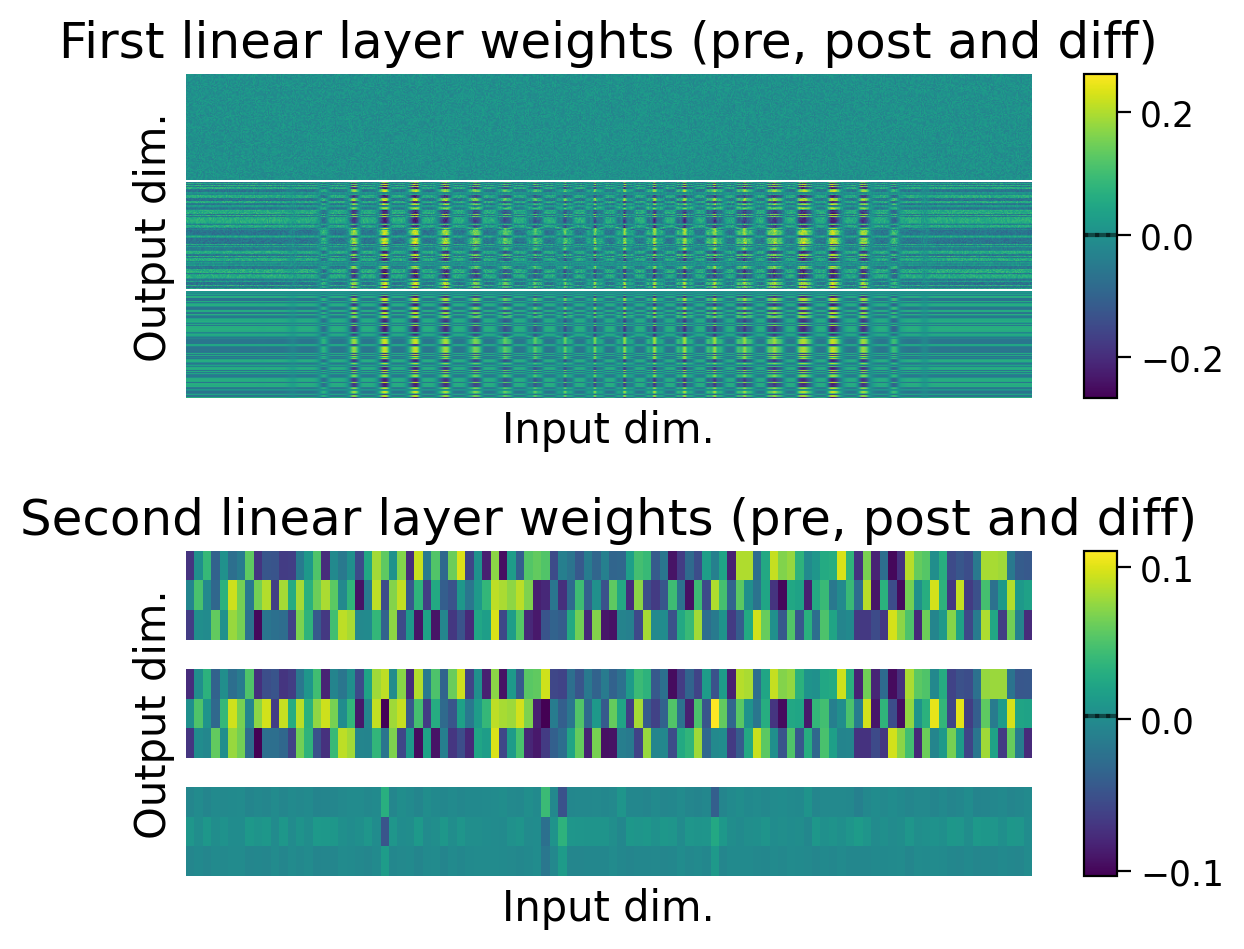 First linear layer weights (pre, post and diff)
Output dim.
0.2
0.0
−0.2
Input dim.
Second linear layer weights (pre, post and diff)
Output dim.
0.1
0.0
−0.1
Input dim.